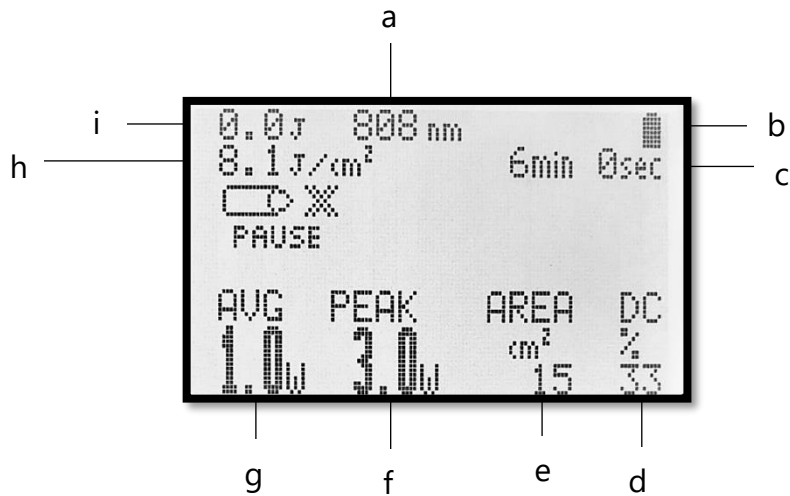 a
i 0.0J 808nm b
h 8.1J/cm² 6min 0sec c
PAUSE
AVG PEAK AREA DC
cm² %
1.0W 3.0W 15 33
g f e d